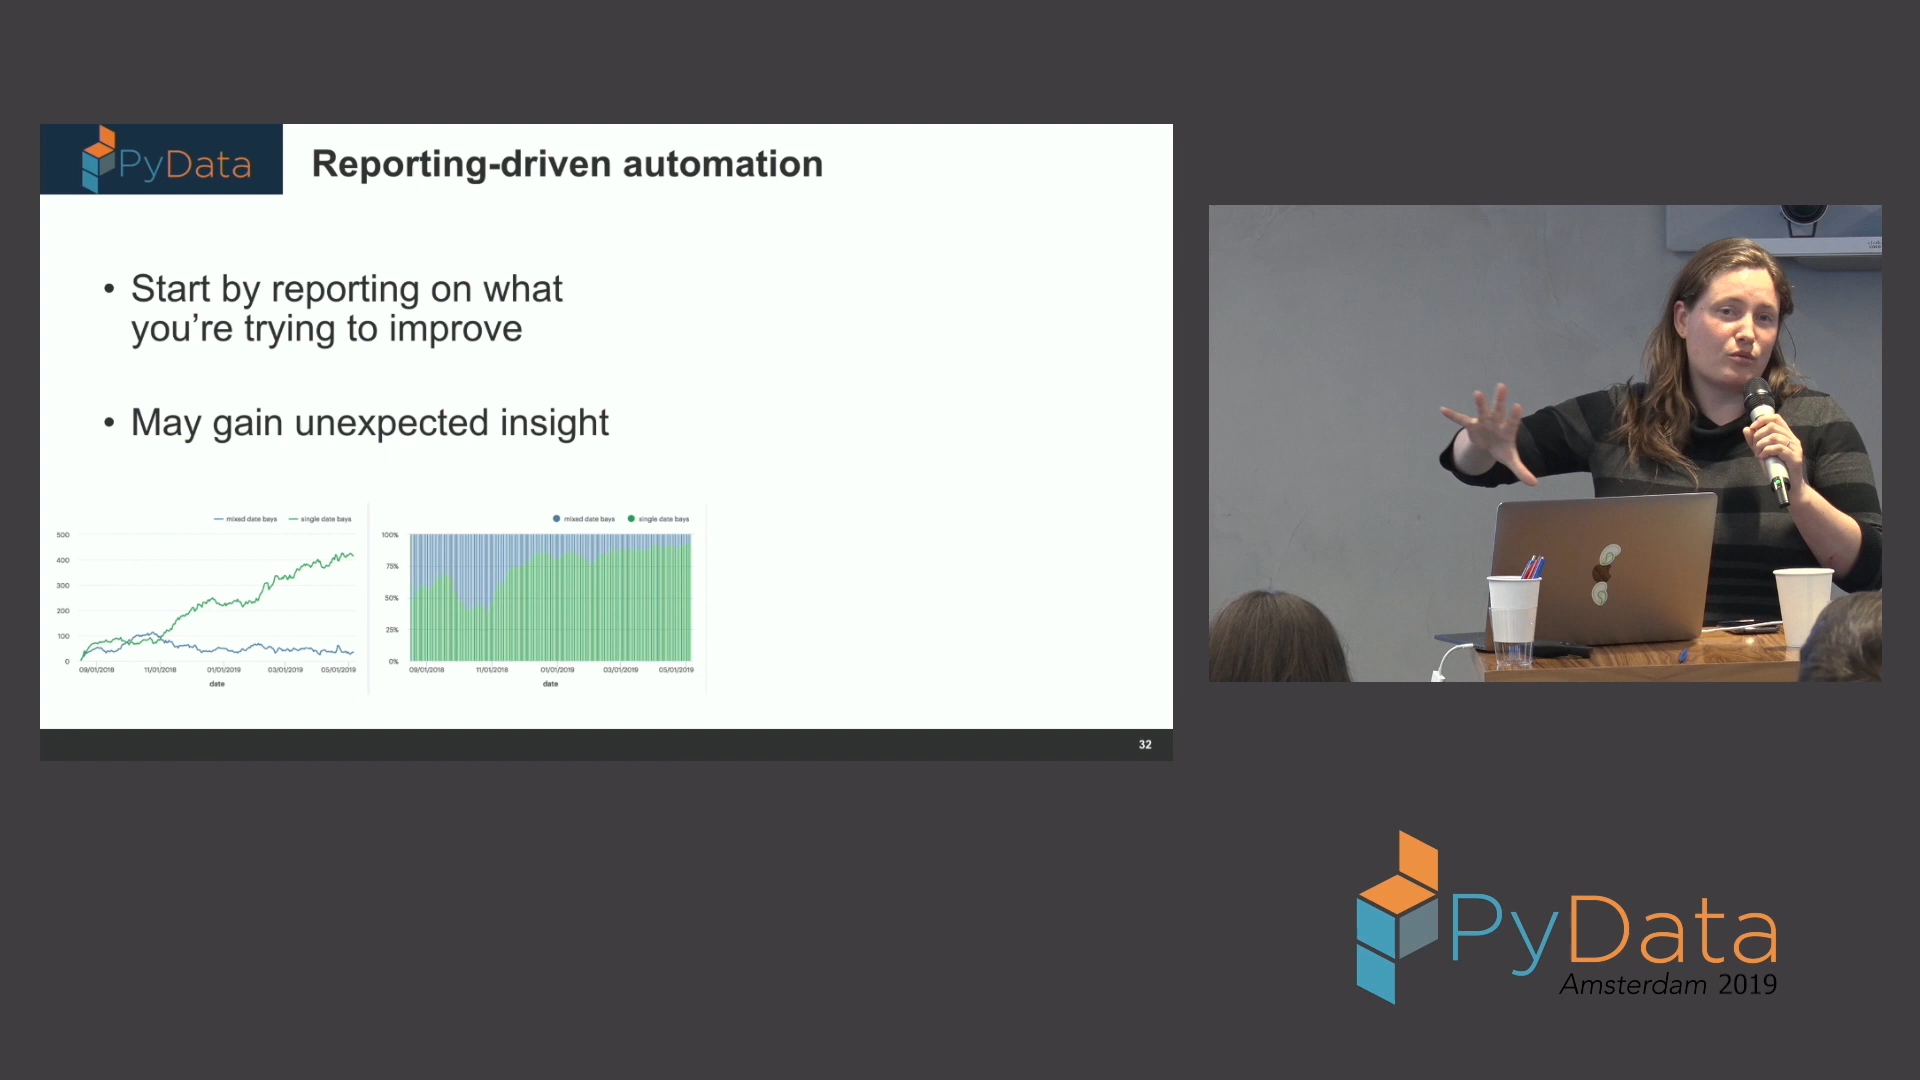 PyData
Reporting-driven automation
• Start by reporting on what
you’re trying to improve
• May gain unexpected insight
mixed date bays single date bays
500
400
300
200
100
0
09/01/2018 11/01/2018 01/01/2019 03/01/2019 05/01/2019
date
mixed date bays single date bays
100%
75%
50%
25%
0%
09/01/2018 11/01/2018 01/01/2019 03/01/2019 05/01/2019
date
32
PyData
Amsterdam 2019